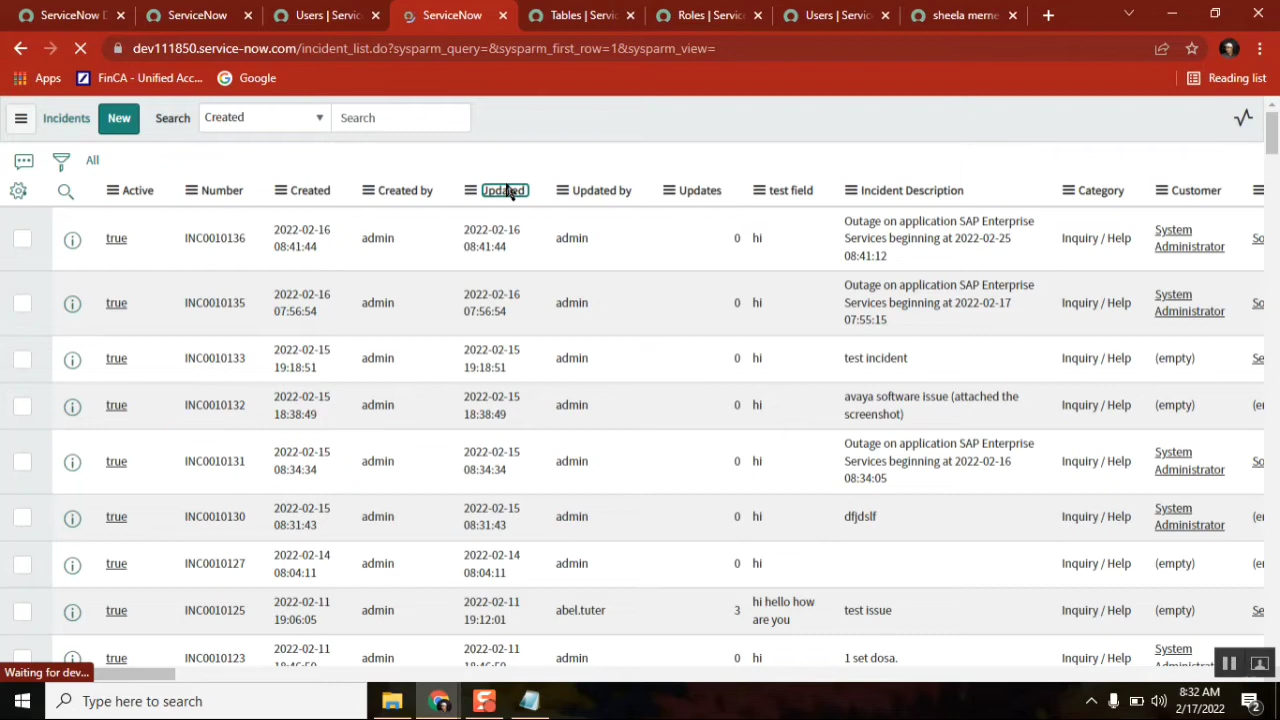 ServiceNow D
ServiceNow
Users | Servic
ServiceNow
Tables | Servic
Roles | Service
Users | Servic
sheela merne
dev111850.service-now.com/incident_list.do?sysparm_query=&sysparm_first_row=1&sysparm_view=
Apps FinCA - Unified Acc... Google Reading list
Incidents New Search Created Search
All
Active Number Created Created by Updated Updated by Updates test field Incident Description Category Customer
true INC0010136 2022-02-16 08:41:44 admin 2022-02-16 08:41:44 admin 0 hi Outage on application SAP Enterprise Services beginning at 2022-02-25 08:41:12 Inquiry / Help System Administrator So
true INC0010135 2022-02-16 07:56:54 admin 2022-02-16 07:56:54 admin 0 hi Outage on application SAP Enterprise Services beginning at 2022-02-17 07:55:15 Inquiry / Help System Administrator So
true INC0010133 2022-02-15 19:18:51 admin 2022-02-15 19:18:51 admin 0 hi test incident Inquiry / Help (empty) Se
true INC0010132 2022-02-15 18:38:49 admin 2022-02-15 18:38:49 admin 0 hi avaya software issue (attached the screenshot) Inquiry / Help (empty) (e
true INC0010131 2022-02-15 08:34:34 admin 2022-02-15 08:34:34 admin 0 hi Outage on application SAP Enterprise Services beginning at 2022-02-16 08:34:05 Inquiry / Help System Administrator So
true INC0010130 2022-02-15 08:31:43 admin 2022-02-15 08:31:43 admin 0 hi dfjdslf Inquiry / Help System Administrator (e
true INC0010127 2022-02-14 08:04:11 admin 2022-02-14 08:04:11 admin 0 hi Inquiry / Help (empty) (e
true INC0010125 2022-02-11 19:06:05 admin 2022-02-11 19:12:01 abel.tuter 3 hi hello how are you test issue Inquiry / Help (empty) Se
true INC0010123 2022-02-11 admin 2022-02-11 admin 0 hi 1 set dosa. Inquiry / Help System
Waiting for dev...
Type here to search
8:32 AM
2/17/2022
2